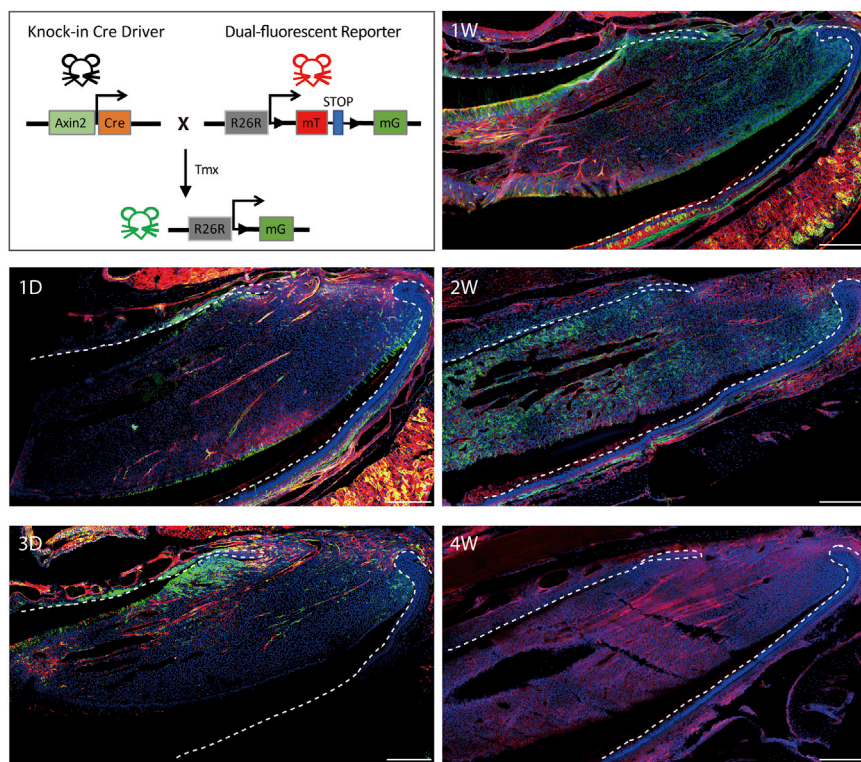 Knock-in Cre Driver
Dual-fluorescent Reporter
STOP
Axin2
Cre
X
R26R
mT
mG
Tmx
R26R
mG
1W
1D
2W
3D
4W